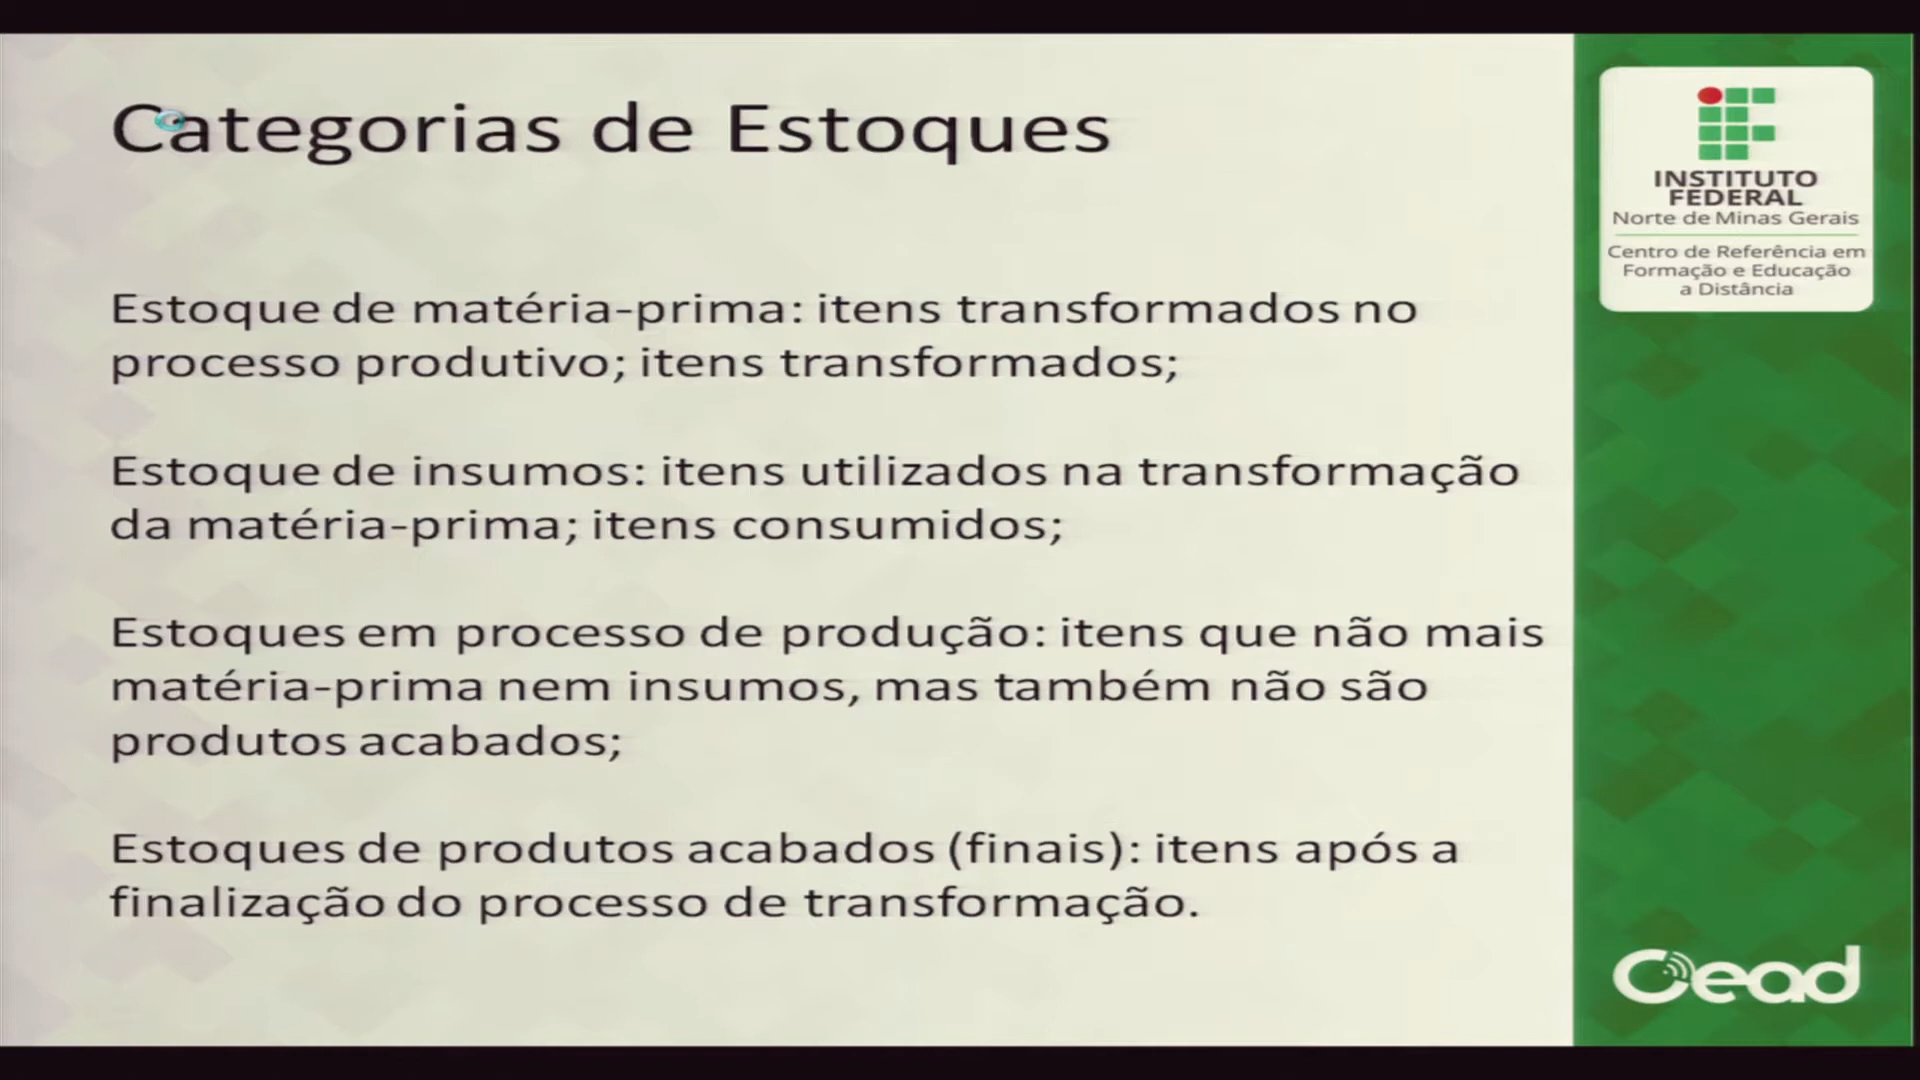 Categorias de Estoques
Estoque de matéria-prima: itens transformados no
processo produtivo; itens transformados;
Estoque de insumos: itens utilizados na transformação
da matéria-prima; itens consumidos;
Estoques em processo de produção: itens que não mais
matéria-prima nem insumos, mas também não são
produtos acabados;
Estoques de produtos acabados (finais): itens após a
finalização do processo de transformação.
INSTITUTO
FEDERAL
Norte de Minas Gerais
Centro de Referência em
Formação e Educação
a Distância
Cead